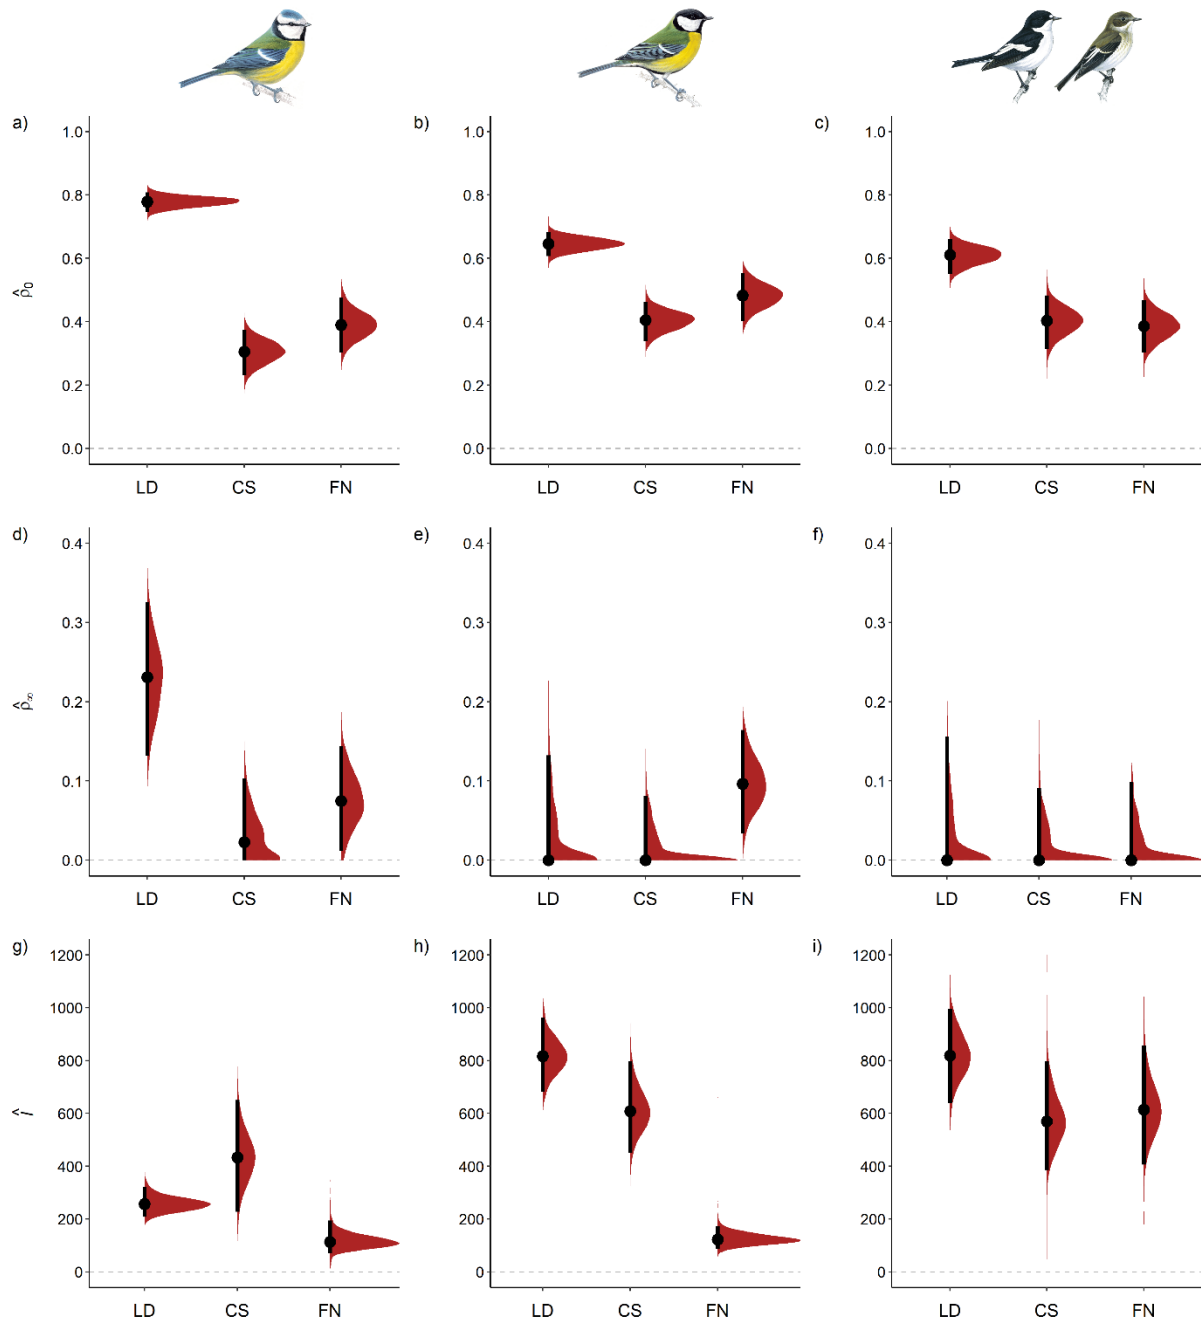 a) b) c)
1.0 1.0 1.0
0.8 0.8 0.8
0.6 0.6 0.6
ρ̂₀
0.4 0.4 0.4
0.2 0.2 0.2
0.0 0.0 0.0
LD CS FN LD CS FN LD CS FN
d) e) f)
0.4 0.4 0.4
0.3 0.3 0.3
ρ̂∞
0.2 0.2 0.2
0.1 0.1 0.1
0.0 0.0 0.0
LD CS FN LD CS FN LD CS FN
g) h) i)
1200 1200 1200
1000 1000 1000
800 800 800
l̂
600 600 600
400 400 400
200 200 200
0 0 0
LD CS FN LD CS FN LD CS FN